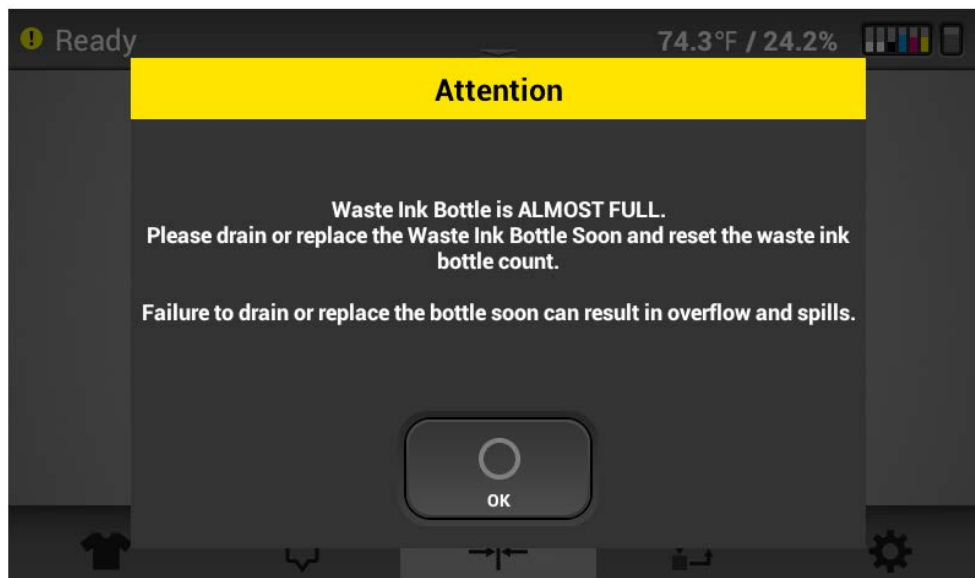 Ready
74.3°F / 24.2%
Attention
Waste Ink Bottle is ALMOST FULL.
Please drain or replace the Waste Ink Bottle Soon and reset the waste ink
bottle count.
Failure to drain or replace the bottle soon can result in overflow and spills.
OK